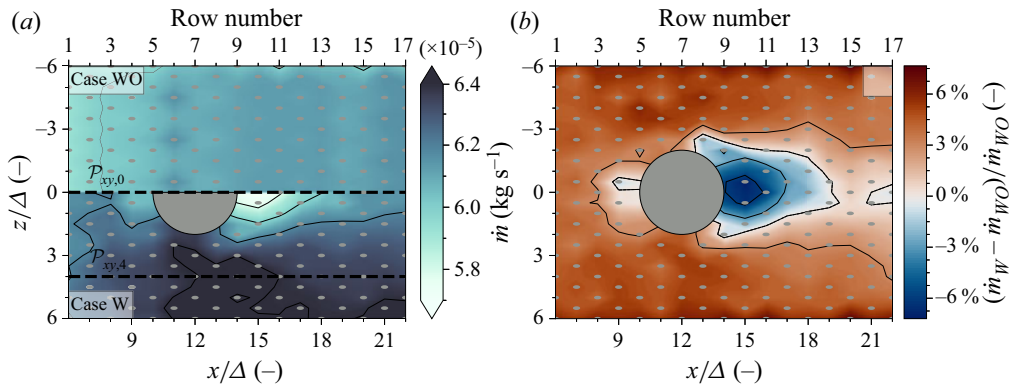 (a)
Row number
1 3 5 7 9 11 13 15 17
(×10⁻⁵)
−6
−3
0
3
6
z/Δ (–)
Case WO
𝒫xy,0
𝒫xy,4
Case W
9 12 15 18 21
x/Δ (–)
6.4
6.2
6.0
5.8
ṁ (kg s⁻¹)
(b)
Row number
1 3 5 7 9 11 13 15 17
−6
−3
0
3
6
9 12 15 18 21
x/Δ (–)
6 %
3 %
0 %
−3 %
−6 %
(ṁW − ṁWO)/ṁWO (–)